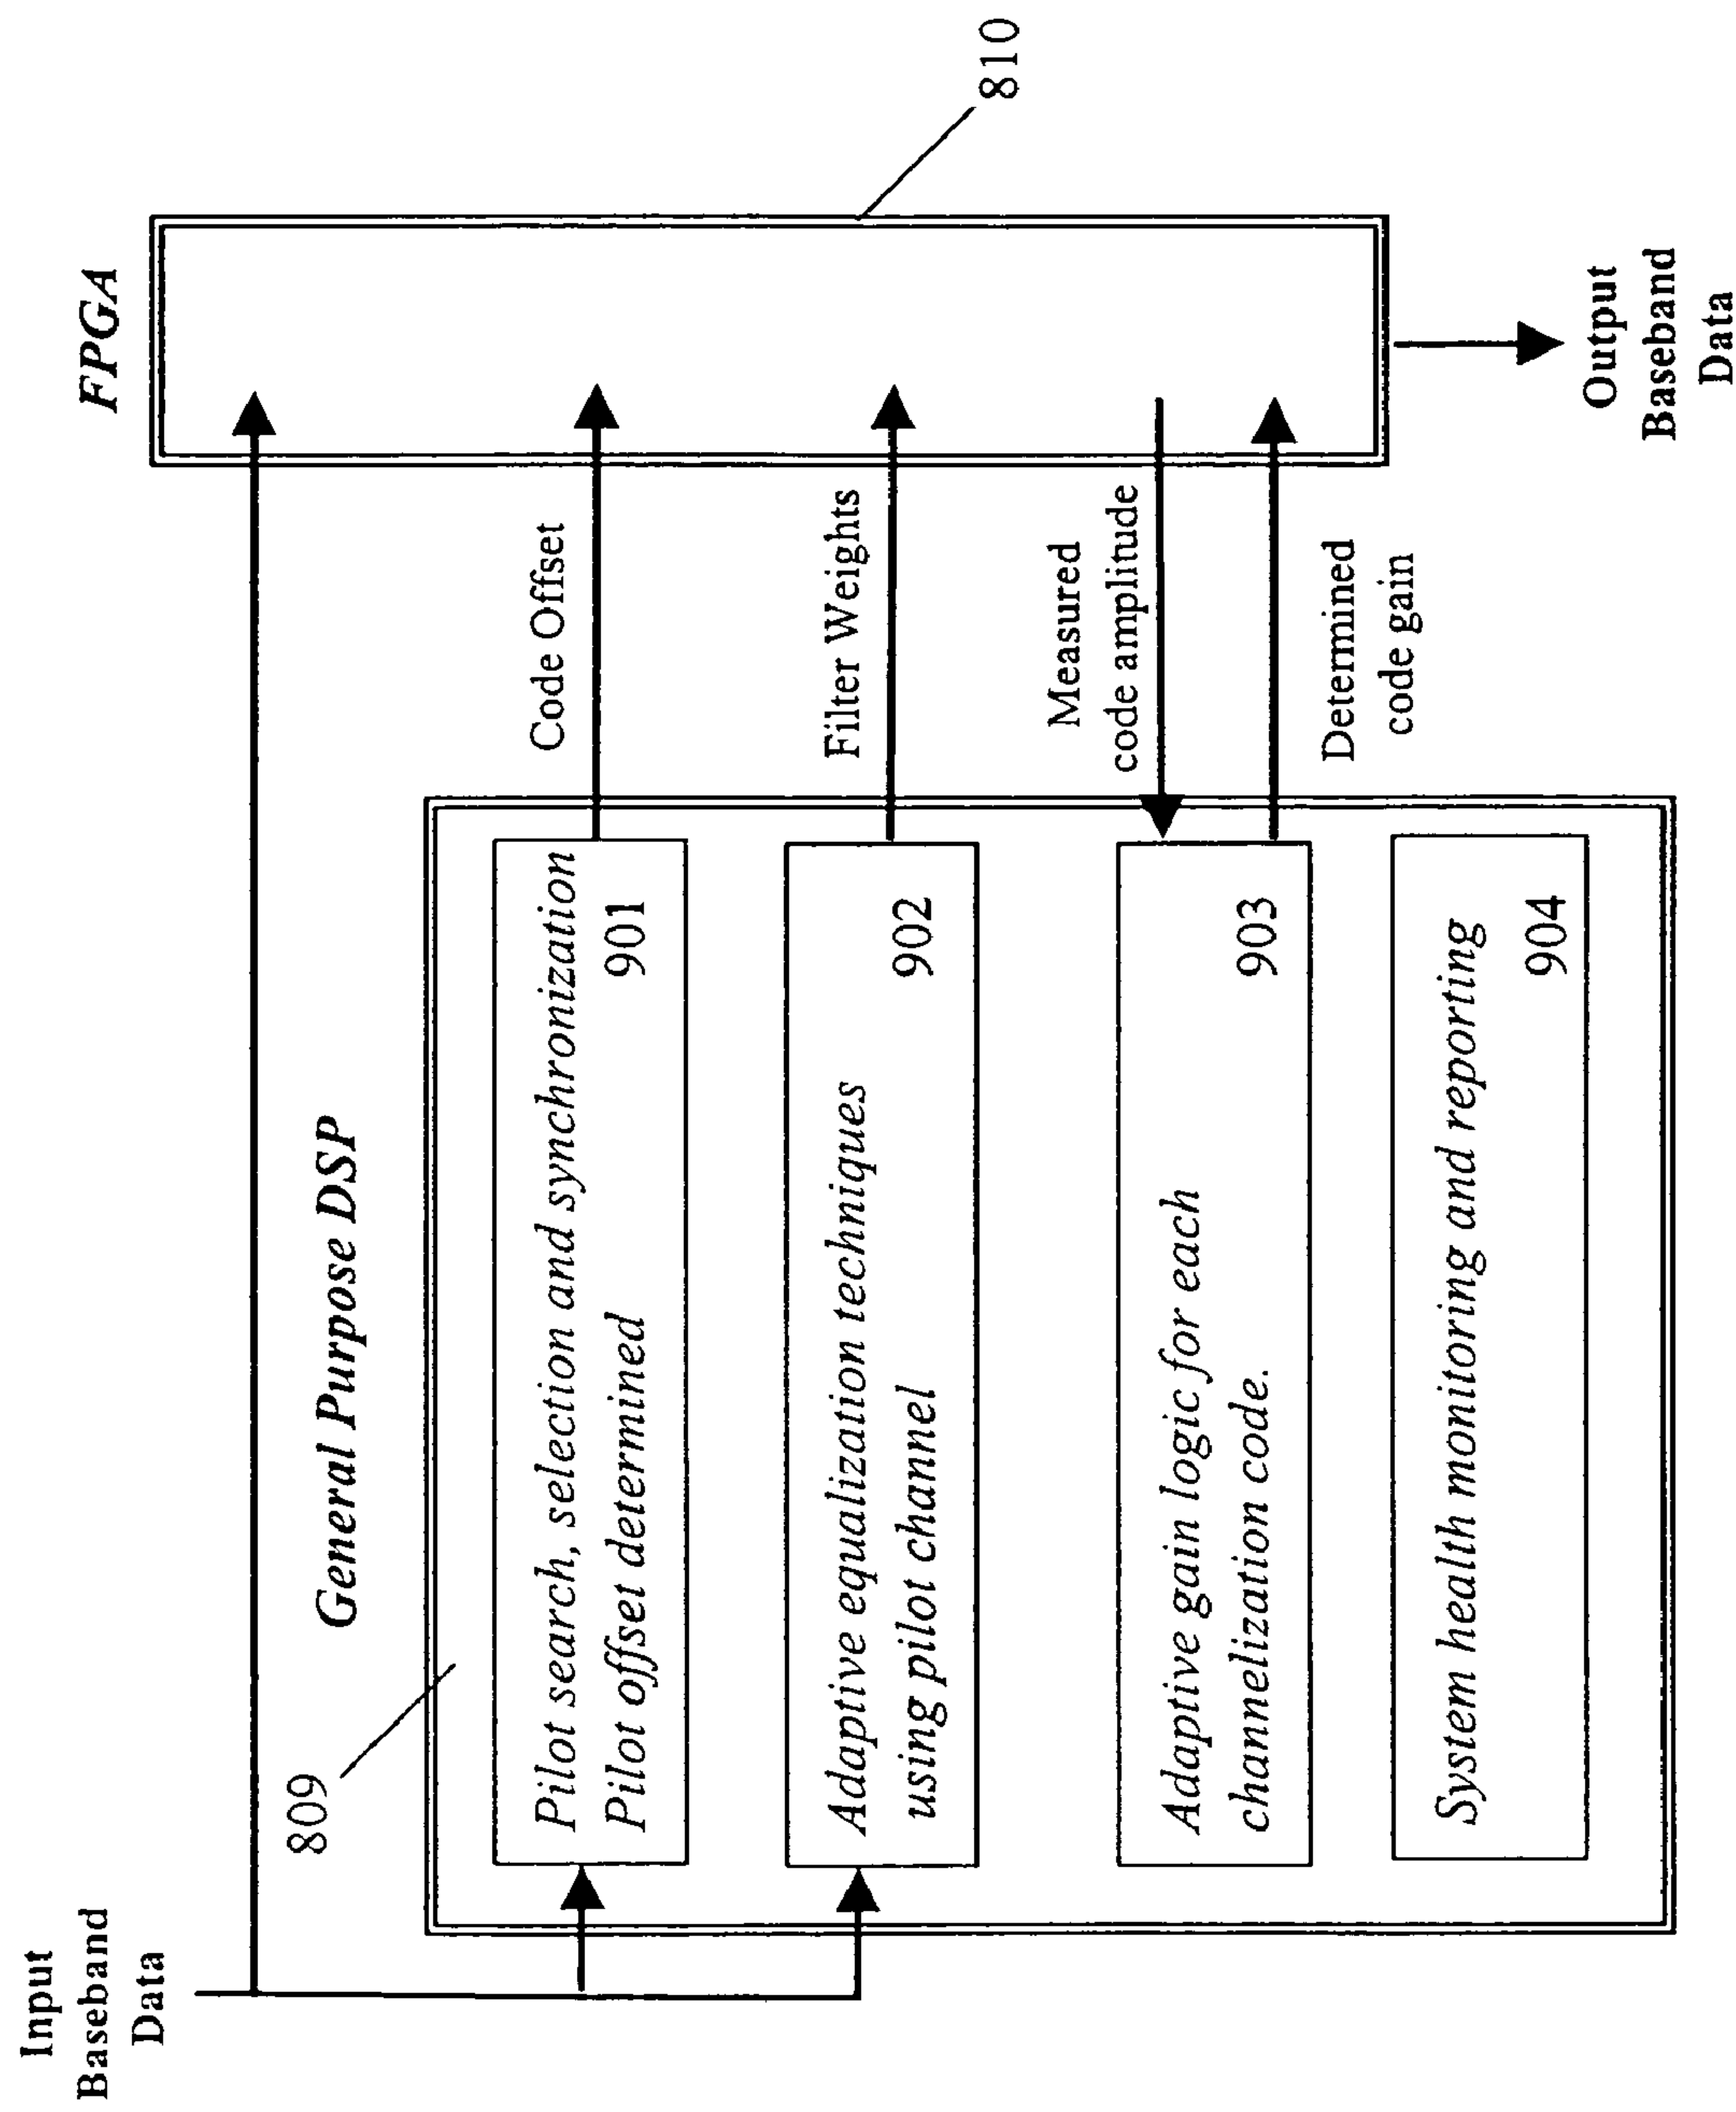 Input
Baseband
Data
General Purpose DSP
809
Pilot search, selection and synchronization
Pilot offset determined
901
Adaptive equalization techniques
using pilot channel
902
Adaptive gain logic for each
channelization code.
903
System health monitoring and reporting
904
Code Offset
Filter Weights
Measured
code amplitude
Determined
code gain
FPGA
810
Output
Baseband
Data